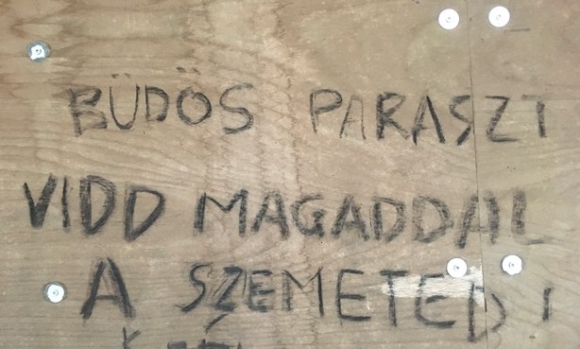 BÜDÖS PARASZT
VIDD MAGADDAL
A SZEMETED!